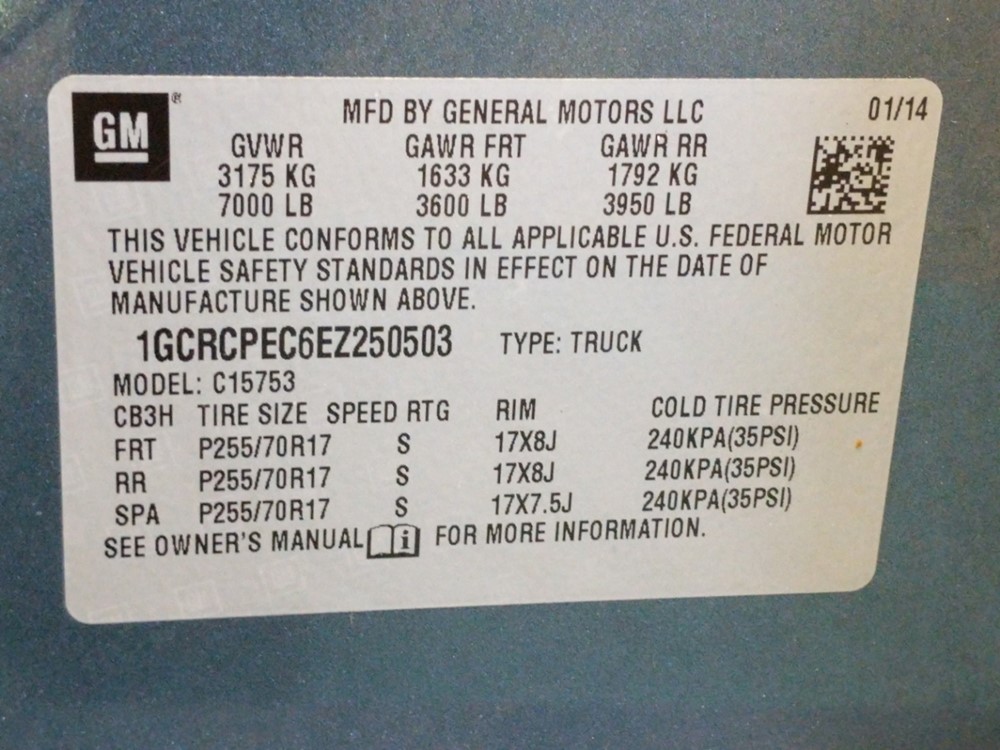 GM ® MFD BY GENERAL MOTORS LLC 01/14
GVWR GAWR FRT GAWR RR
3175 KG 1633 KG 1792 KG
7000 LB 3600 LB 3950 LB
THIS VEHICLE CONFORMS TO ALL APPLICABLE U.S. FEDERAL MOTOR
VEHICLE SAFETY STANDARDS IN EFFECT ON THE DATE OF
MANUFACTURE SHOWN ABOVE.
1GCRCPEC6EZ250503 TYPE: TRUCK
MODEL: C15753
CB3H TIRE SIZE SPEED RTG RIM COLD TIRE PRESSURE
FRT P255/70R17 S 17X8J 240KPA(35PSI)
RR P255/70R17 S 17X8J 240KPA(35PSI)
SPA P255/70R17 S 17X7.5J 240KPA(35PSI)
SEE OWNER'S MANUAL i FOR MORE INFORMATION.